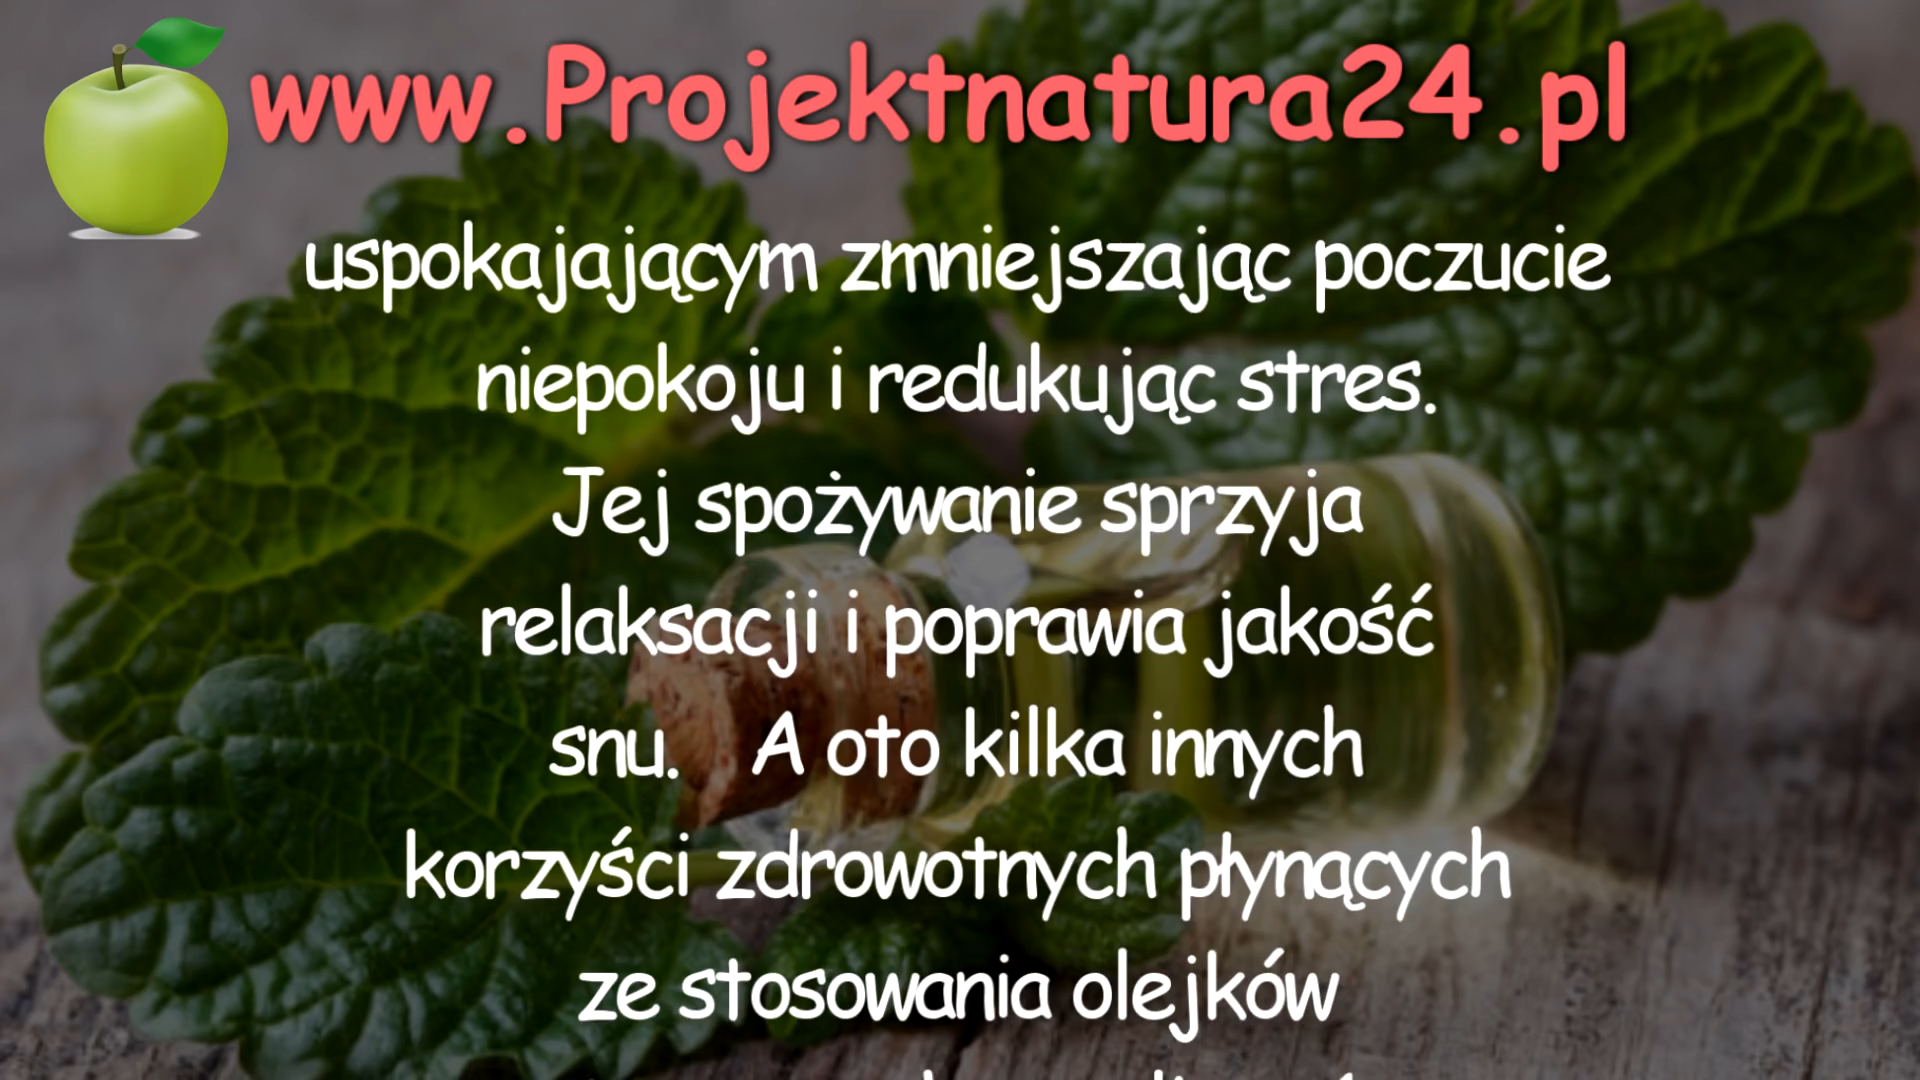 www.Projektnatura24.pl
uspokajającym zmniejszając poczucie
niepokoju i redukując stres.
Jej spożywanie sprzyja
relaksacji i poprawia jakość
snu. A oto kilka innych
korzyści zdrowotnych płynących
ze stosowania olejków